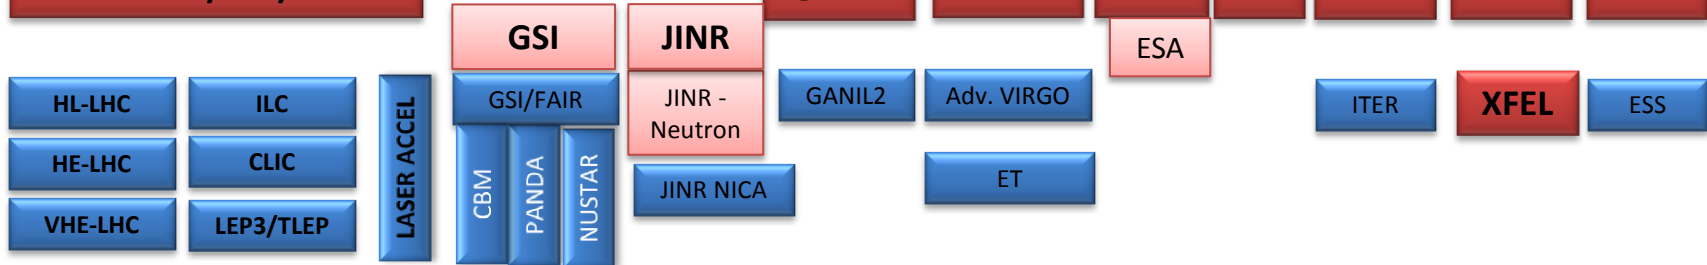 GSI
JINR
ESA
HL-LHC
ILC
LASER ACCEL
GSI/FAIR
JINR -
Neutron
GANIL2
Adv. VIRGO
ITER
XFEL
ESS
HE-LHC
CLIC
CBM
PANDA
NUSTAR
JINR NICA
ET
VHE-LHC
LEP3/TLEP